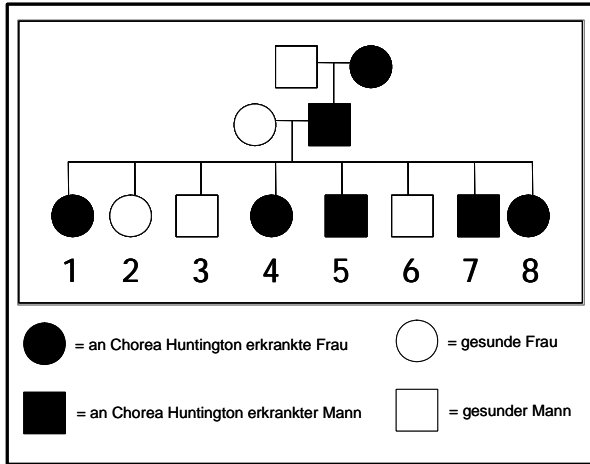 1 2 3 4 5 6 7 8
= an Chorea Huntington erkrankte Frau
= gesunde Frau
= an Chorea Huntington erkrankter Mann
= gesunder Mann